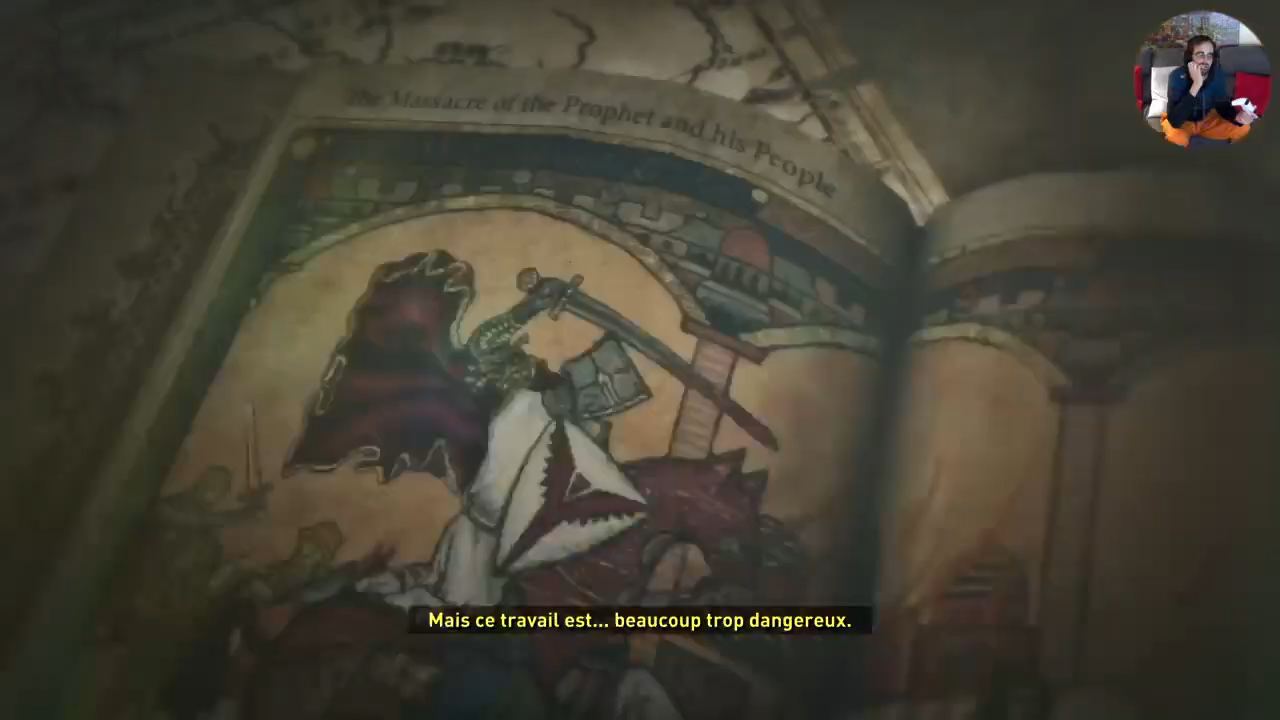 The Massacre of the Prophet and his People
Mais ce travail est... beaucoup trop dangereux.